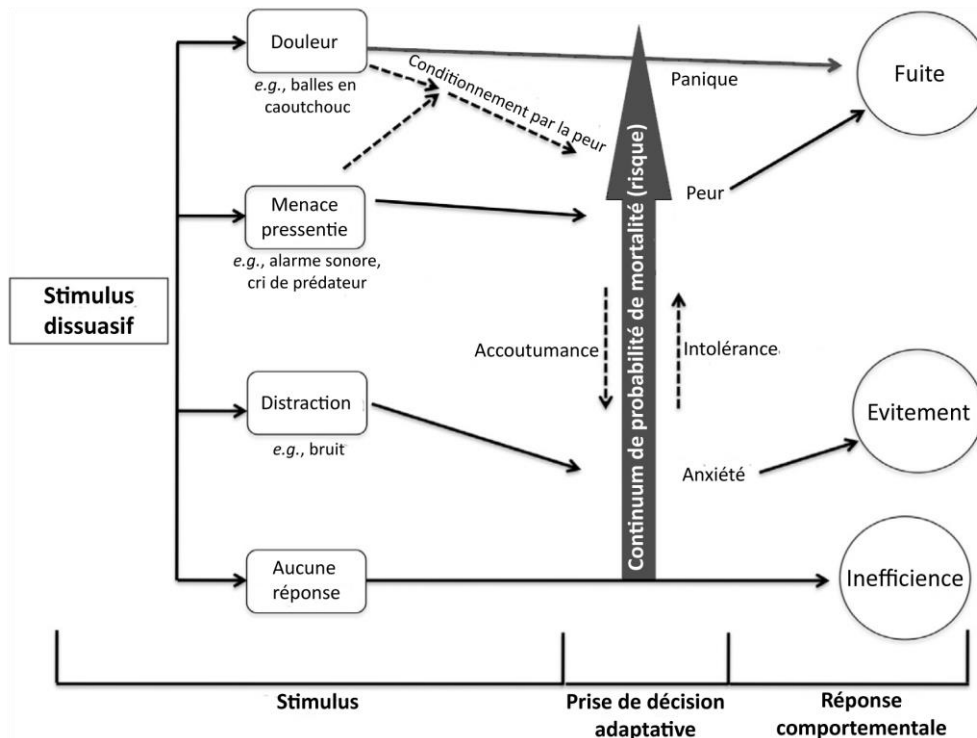 Douleur
e.g., balles en
caoutchouc
Conditionnement par la peur
Panique
Fuite
Menace
pressentie
e.g., alarme sonore,
cri de prédateur
Peur
Continuum de probabilité de mortalité (risque)
Stimulus
dissuasif
Accoutumance
Intolérance
Distraction
e.g., bruit
Anxiété
Evitement
Aucune
réponse
Inefficience
Stimulus
Prise de décision
adaptative
Réponse
comportementale